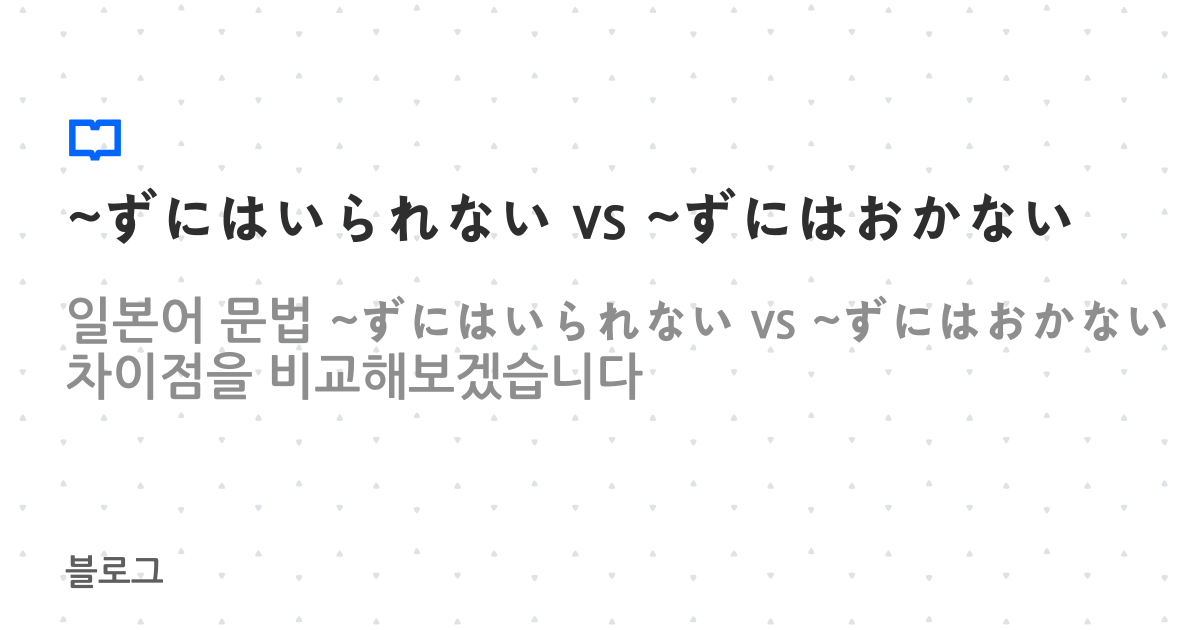 ~ずにはいられない vs ~ずにはおかない
일본어 문법 ~ずにはいられない vs ~ずにはおかない
차이점을 비교해보겠습니다
블로그